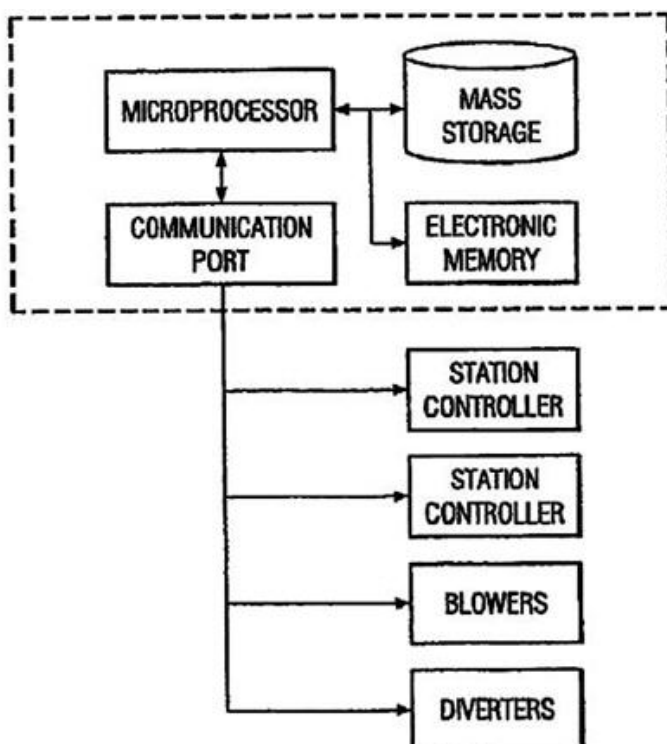 MICROPROCESSOR
MASS
STORAGE
COMMUNICATION
PORT
ELECTRONIC
MEMORY
STATION
CONTROLLER
STATION
CONTROLLER
BLOWERS
DIVERTERS